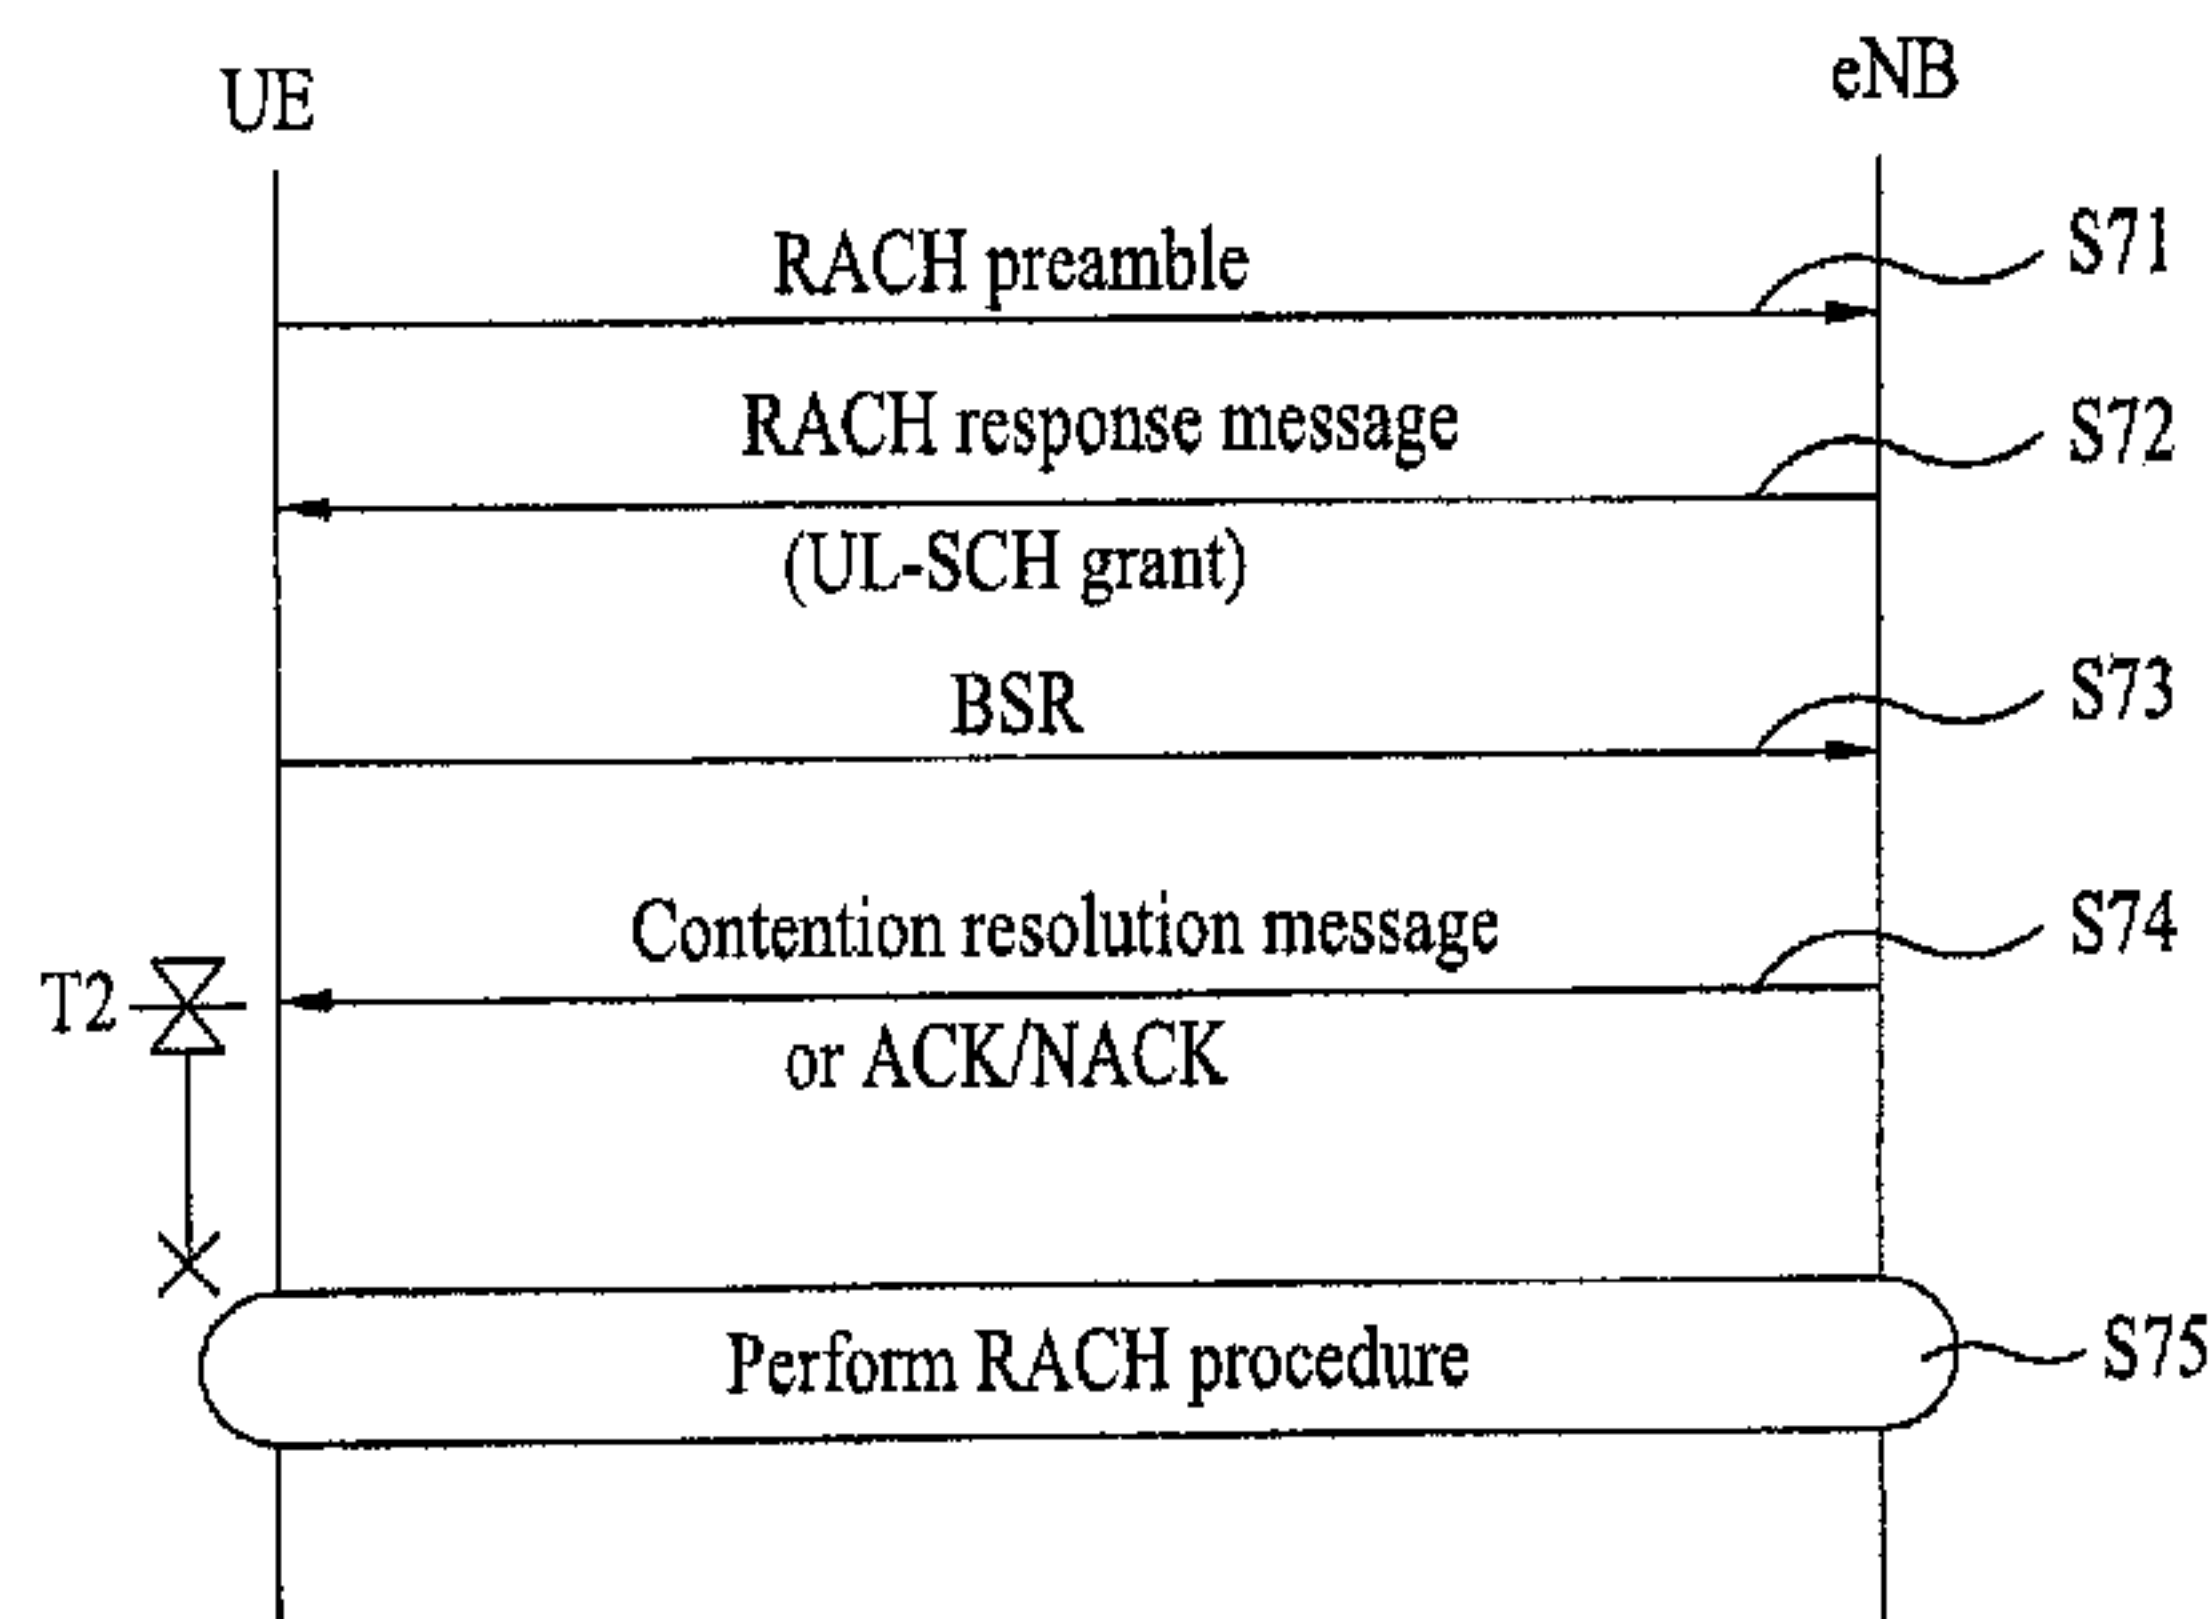 UE
eNB
RACH preamble
S71
RACH response message
S72
(UL-SCH grant)
BSR
S73
Contention resolution message
S74
T2
or ACK/NACK
Perform RACH procedure
S75